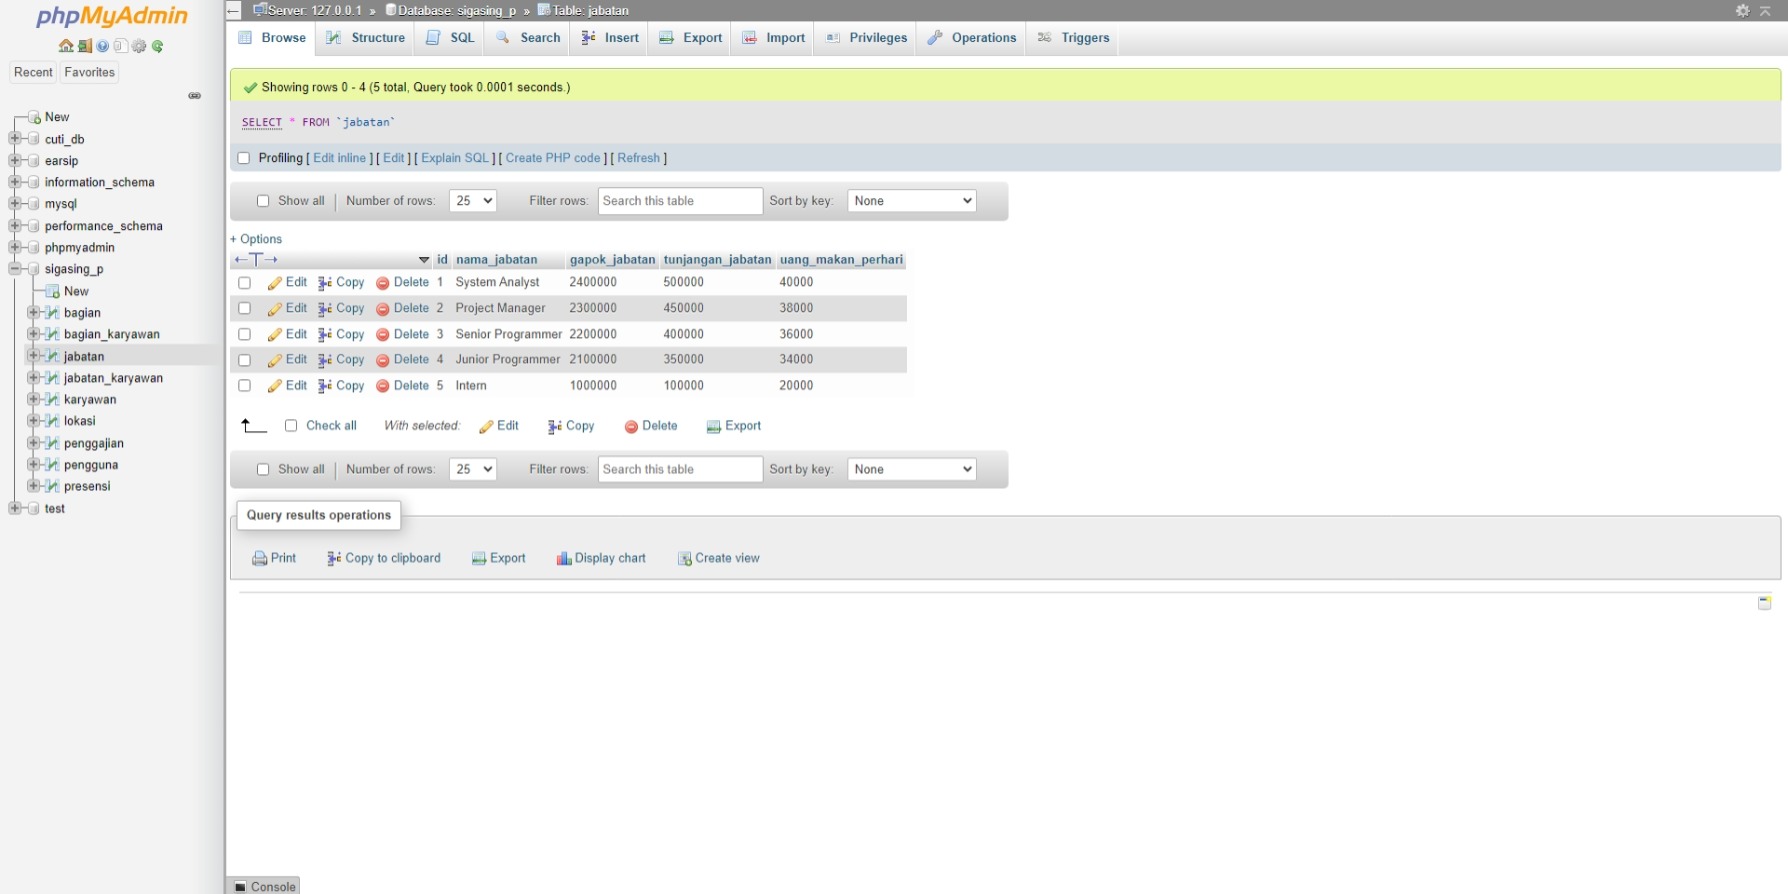 phpMyAdmin
Recent Favorites
New
cuti_db
earsip
information_schema
mysql
performance_schema
phpmyadmin
sigasing_p
New
bagian
bagian_karyawan
jabatan
jabatan_karyawan
karyawan
lokasi
penggajian
pengguna
presensi
test
Server: 127.0.0.1 » Database: sigasing_p » Table: jabatan
Browse Structure SQL Search Insert Export Import Privileges Operations Triggers
Showing rows 0 - 4 (5 total, Query took 0.0001 seconds.)
SELECT * FROM `jabatan`
Profiling [ Edit inline ] [ Edit ] [ Explain SQL ] [ Create PHP code ] [ Refresh ]
Show all | Number of rows: 25 Filter rows: Search this table Sort by key: None
+ Options
←T→ id nama_jabatan gapok_jabatan tunjangan_jabatan uang_makan_perhari
Edit Copy Delete 1 System Analyst 2400000 500000 40000
Edit Copy Delete 2 Project Manager 2300000 450000 38000
Edit Copy Delete 3 Senior Programmer 2200000 400000 36000
Edit Copy Delete 4 Junior Programmer 2100000 350000 34000
Edit Copy Delete 5 Intern 1000000 100000 20000
Check all With selected: Edit Copy Delete Export
Show all | Number of rows: 25 Filter rows: Search this table Sort by key: None
Query results operations
Print Copy to clipboard Export Display chart Create view
Console